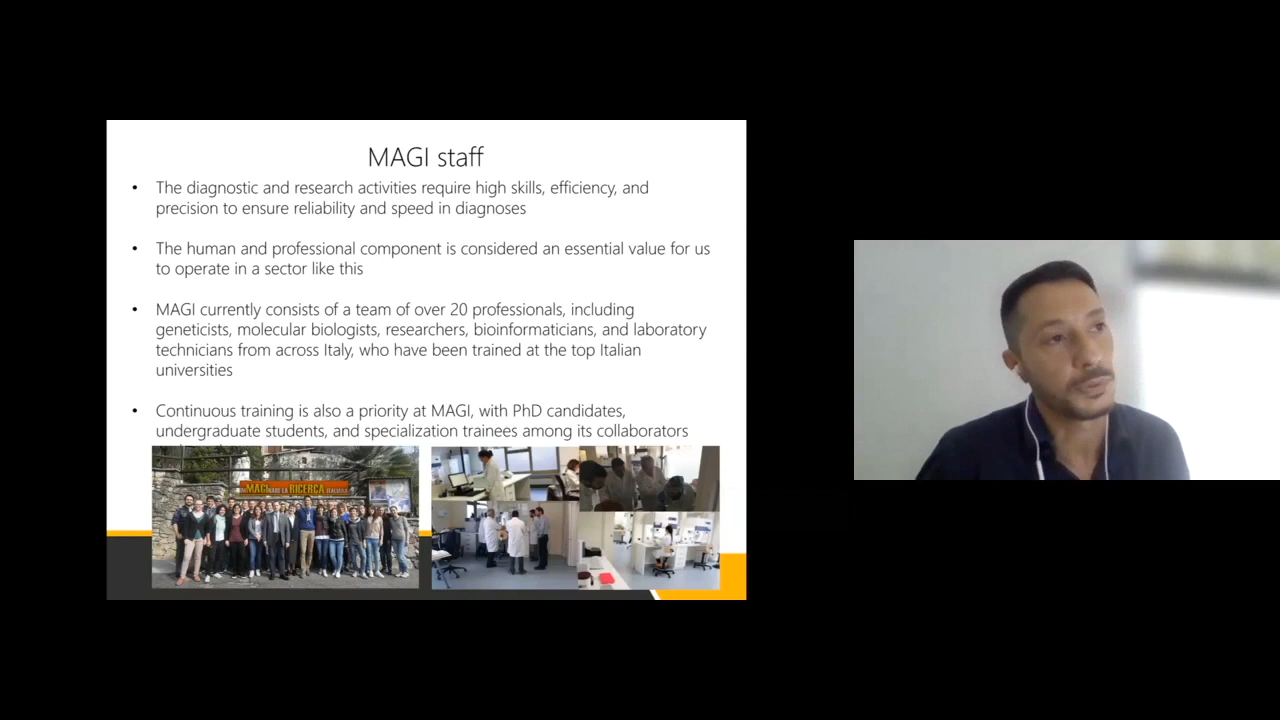 MAGI staff
• The diagnostic and research activities require high skills, efficiency, and
precision to ensure reliability and speed in diagnoses
• The human and professional component is considered an essential value for us
to operate in a sector like this
• MAGI currently consists of a team of over 20 professionals, including
geneticists, molecular biologists, researchers, bioinformaticians, and laboratory
technicians from across Italy, who have been trained at the top Italian
universities
• Continuous training is also a priority at MAGI, with PhD candidates,
undergraduate students, and specialization trainees among its collaborators
MAGI LA RICERCA